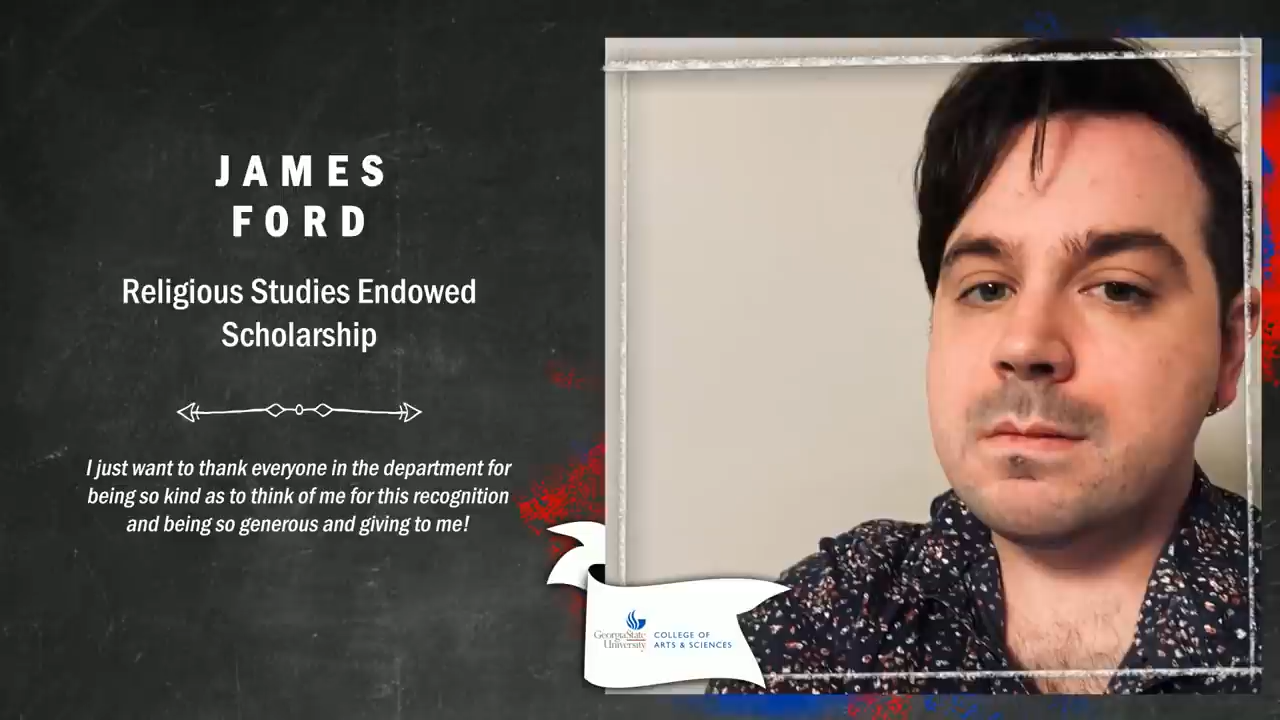 JAMES
FORD
Religious Studies Endowed
Scholarship
I just want to thank everyone in the department for
being so kind as to think of me for this recognition
and being so generous and giving to me!
GeorgiaState
University
COLLEGE OF
ARTS & SCIENCES